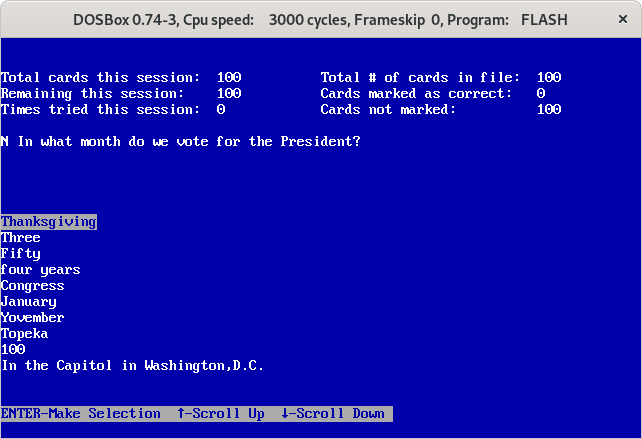 DOSBox 0.74-3, Cpu speed: 3000 cycles, Frameskip 0, Program: FLASH ×
Total cards this session: 100 Total # of cards in file: 100
Remaining this session: 100 Cards marked as correct: 0
Times tried this session: 0 Cards not marked: 100
N In what month do we vote for the President?
Thanksgiving
Three
Fifty
four years
Congress
January
Yovember
Topeka
100
In the Capitol in Washington,D.C.
ENTER-Make Selection ↑-Scroll Up ↓-Scroll Down